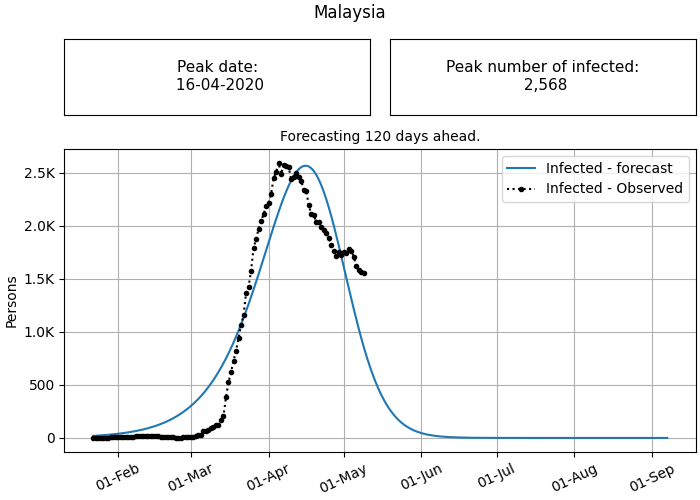 Malaysia
Peak date:
16-04-2020
Peak number of infected:
2,568
Forecasting 120 days ahead.
Infected - forecast
Infected - Observed
Persons
2.5K
2.0K
1.5K
1.0K
500
0
01-Feb
01-Mar
01-Apr
01-May
01-Jun
01-Jul
01-Aug
01-Sep